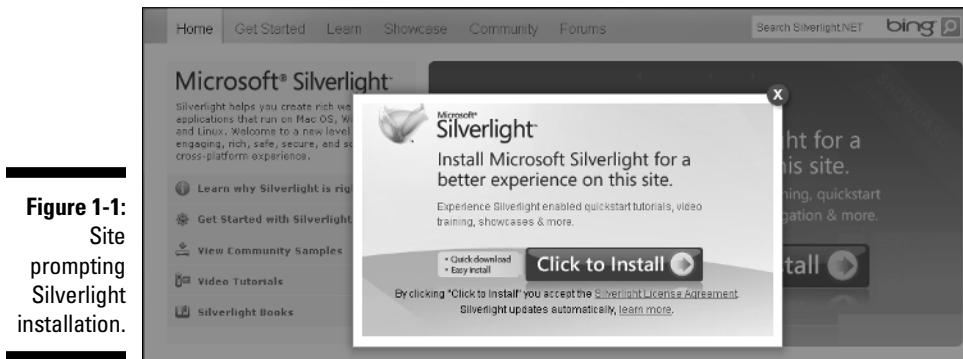 Home Get Started Learn Showcase Community Forums
Search Silverlight.NET bing
Microsoft® Silverlight™
Silverlight helps you create rich we
applications that run on Mac OS, Wi
and Linux. Welcome to a new level
engaging, rich, safe, secure, and sc
cross-platform experience.
Learn why Silverlight is rig
Get Started with Silverlight
View Community Samples
Video Tutorials
Silverlight Books
X
Microsoft®
Silverlight™
Install Microsoft Silverlight for a
better experience on this site.
Experience Silverlight enabled quickstart tutorials, video
training, showcases & more.
• Quick download
• Easy install
Click to Install
By clicking "Click to Install" you accept the Silverlight License Agreement.
Silverlight updates automatically, learn more.
ht for a
is site.
ning, quickstart
gation & more.
tall
Figure 1-1:
Site
prompting
Silverlight
installation.